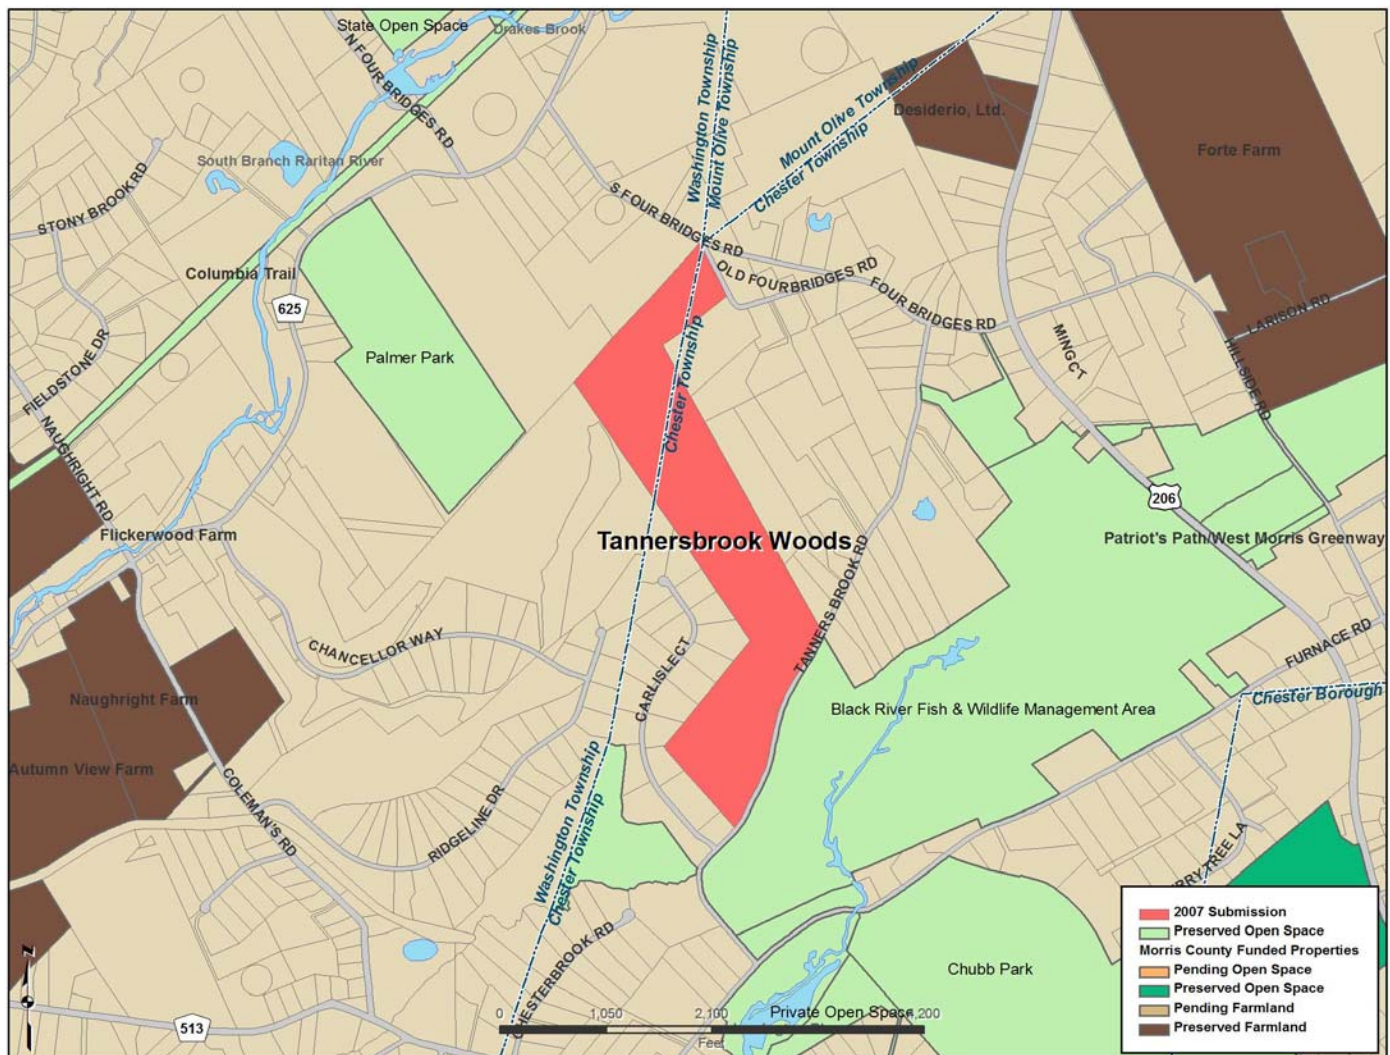 State Open Space
Drakes Brook
N FOUR BRIDGES RD
Washington Township
Mount Olive Township
Mount Olive Township
Chester Township
Desiderio, Ltd.
Forte Farm
South Branch Raritan River
STONY BROOK RD
S FOUR BRIDGES RD
OLD FOUR BRIDGES RD
FOUR BRIDGES RD
Columbia Trail
625
LARISON RD
HILLSIDE RD
MING CT
Palmer Park
FIELDSTONE DR
NAUGHRIGHT RD
Chester Township
206
Flickerwood Farm
Tannersbrook Woods
Patriot's Path/West Morris Greenway
TANNERS BROOK RD
CHANCELLOR WAY
CARLISLE CT
FURNACE RD
Chester Borough
Naughright Farm
Black River Fish & Wildlife Management Area
Autumn View Farm
COLEMAN'S RD
RIDGELINE DR
Washington Township
Chester Township
CHESTERBROOK RD
Chubb Park
Private Open Space
513
N
0 1,050 2,100 4,200
Feet
TREE LA
2007 Submission
Preserved Open Space
Morris County Funded Properties
Pending Open Space
Preserved Open Space
Pending Farmland
Preserved Farmland